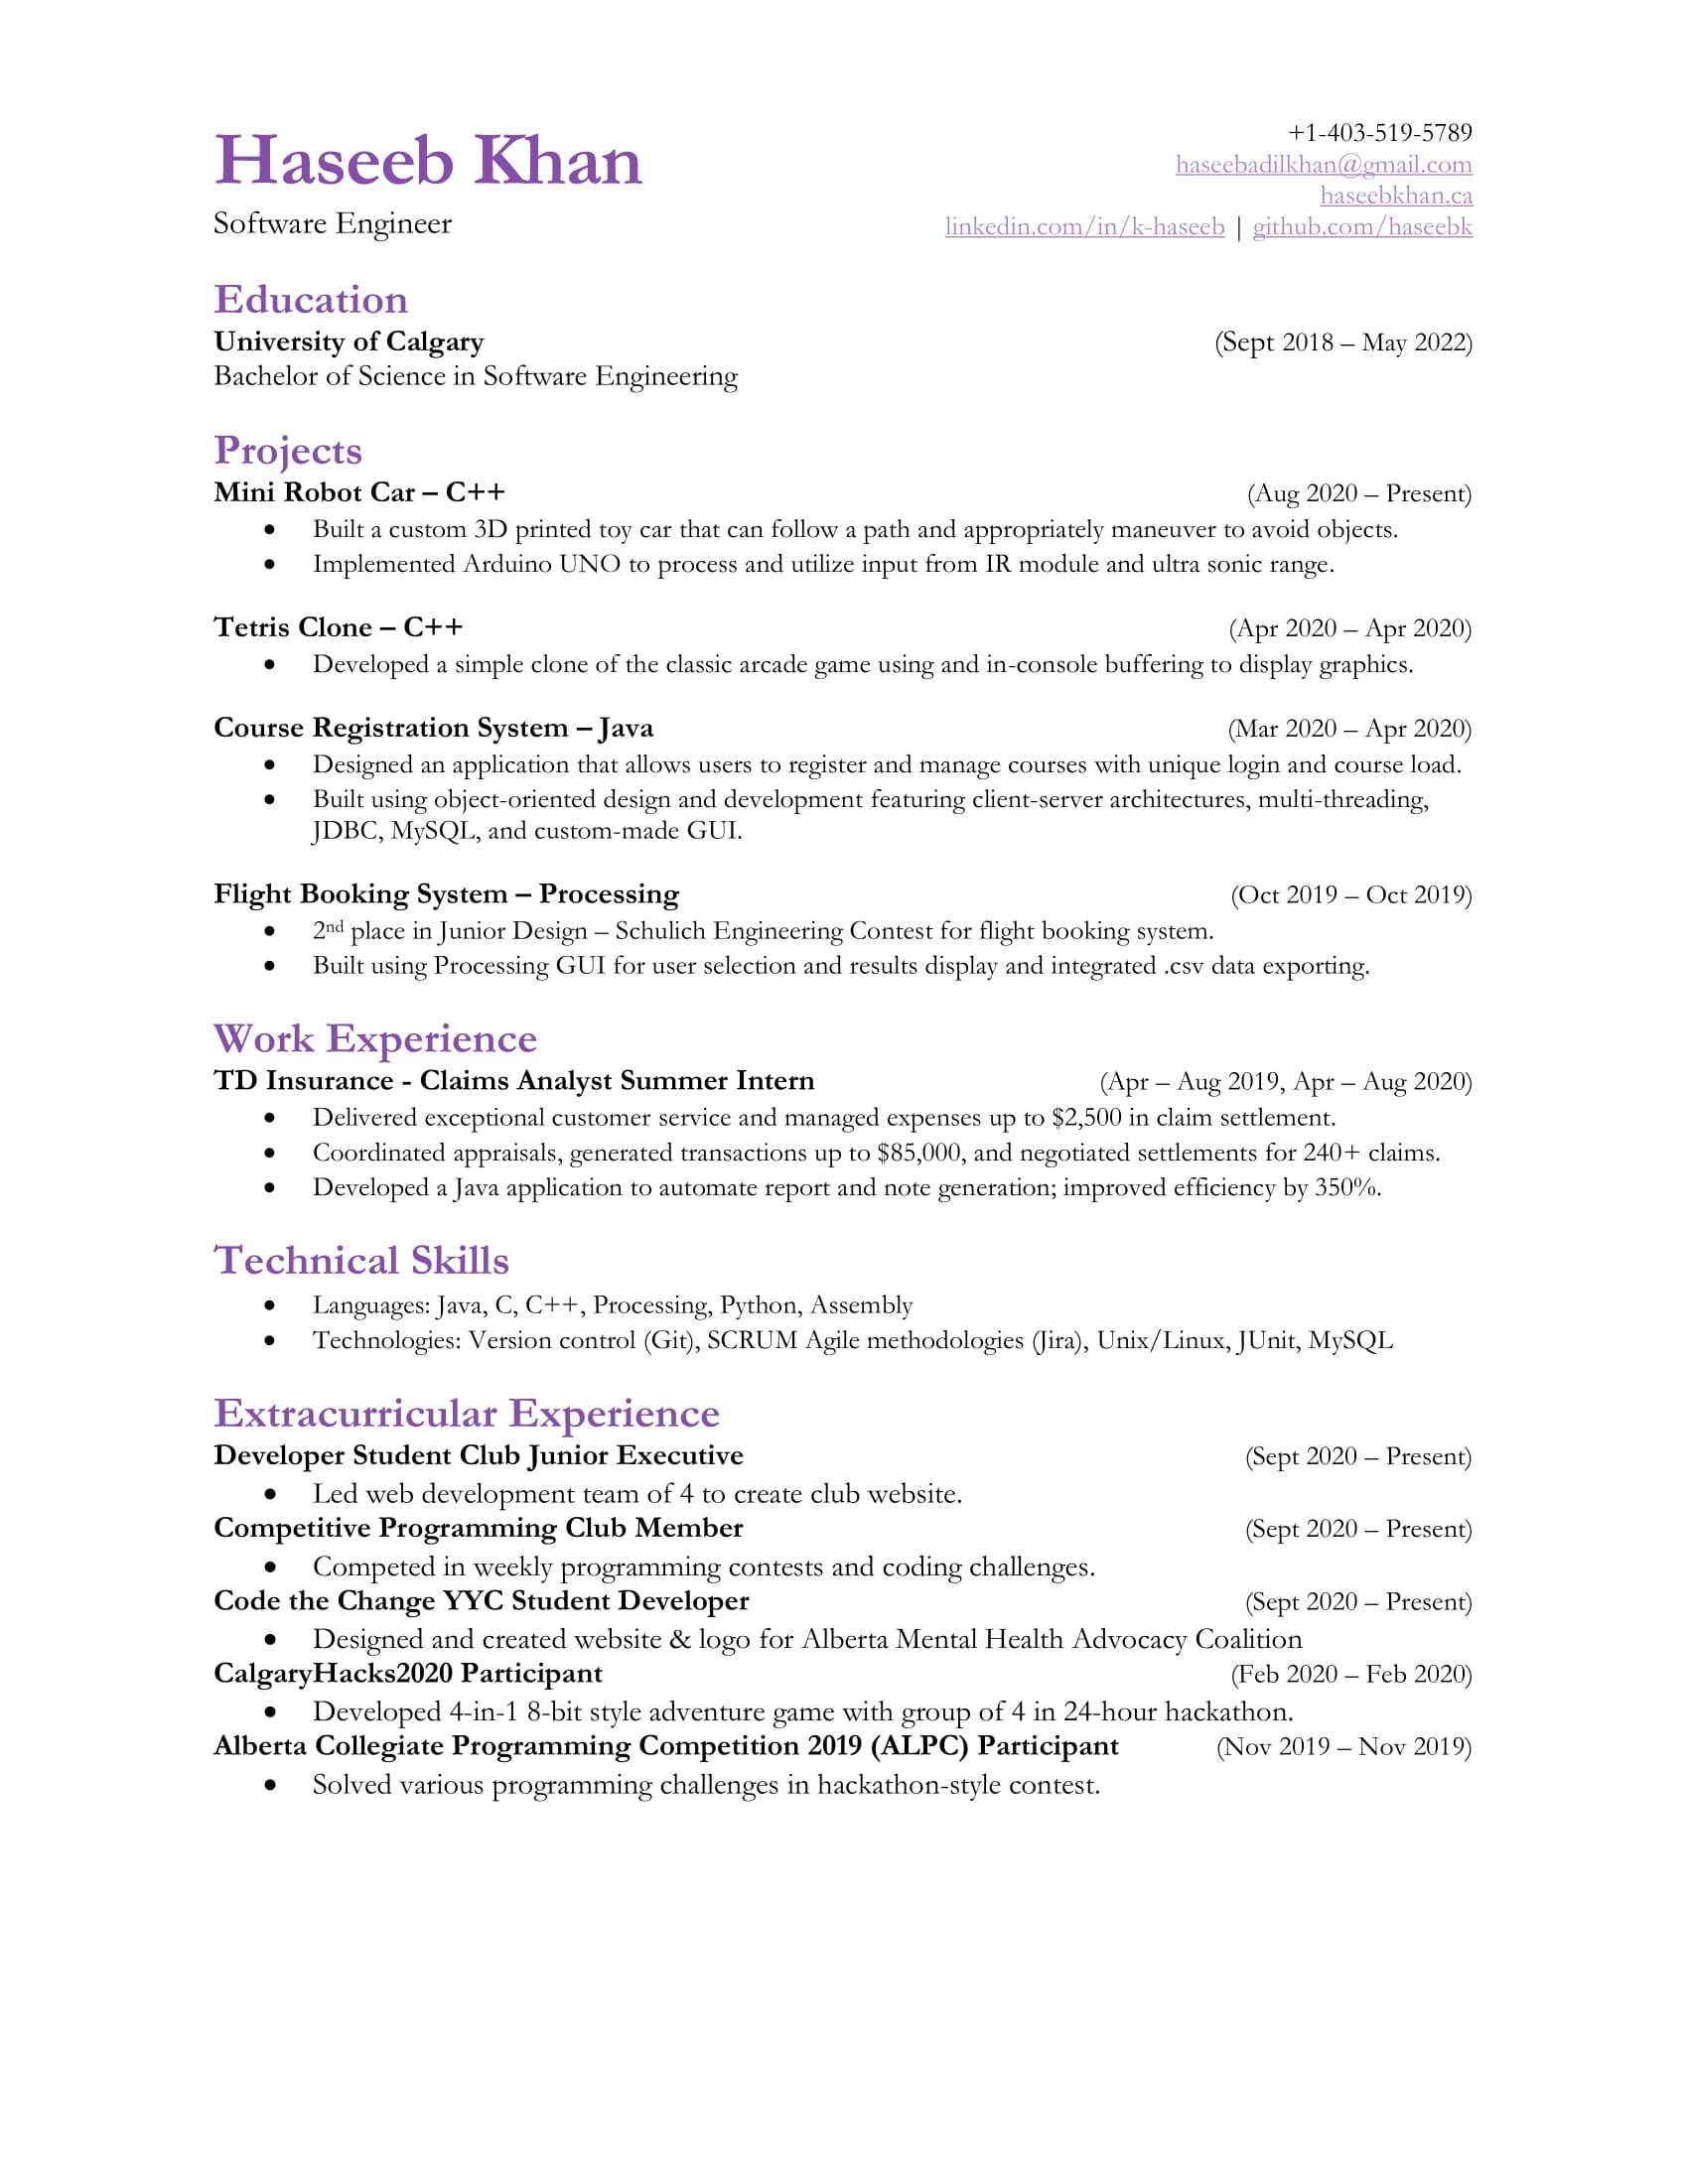 Haseeb Khan
Software Engineer
+1-403-519-5789
haseebadilkhan@gmail.com
haseebkhan.ca
linkedin.com/in/k-haseeb | github.com/haseebk
Education
University of Calgary (Sept 2018 – May 2022)
Bachelor of Science in Software Engineering
Projects
Mini Robot Car – C++ (Aug 2020 – Present)
• Built a custom 3D printed toy car that can follow a path and appropriately maneuver to avoid objects.
• Implemented Arduino UNO to process and utilize input from IR module and ultra sonic range.
Tetris Clone – C++ (Apr 2020 – Apr 2020)
• Developed a simple clone of the classic arcade game using and in-console buffering to display graphics.
Course Registration System – Java (Mar 2020 – Apr 2020)
• Designed an application that allows users to register and manage courses with unique login and course load.
• Built using object-oriented design and development featuring client-server architectures, multi-threading,
JDBC, MySQL, and custom-made GUI.
Flight Booking System – Processing (Oct 2019 – Oct 2019)
• 2nd place in Junior Design – Schulich Engineering Contest for flight booking system.
• Built using Processing GUI for user selection and results display and integrated .csv data exporting.
Work Experience
TD Insurance - Claims Analyst Summer Intern (Apr – Aug 2019, Apr – Aug 2020)
• Delivered exceptional customer service and managed expenses up to $2,500 in claim settlement.
• Coordinated appraisals, generated transactions up to $85,000, and negotiated settlements for 240+ claims.
• Developed a Java application to automate report and note generation; improved efficiency by 350%.
Technical Skills
• Languages: Java, C, C++, Processing, Python, Assembly
• Technologies: Version control (Git), SCRUM Agile methodologies (Jira), Unix/Linux, JUnit, MySQL
Extracurricular Experience
Developer Student Club Junior Executive (Sept 2020 – Present)
• Led web development team of 4 to create club website.
Competitive Programming Club Member (Sept 2020 – Present)
• Competed in weekly programming contests and coding challenges.
Code the Change YYC Student Developer (Sept 2020 – Present)
• Designed and created website & logo for Alberta Mental Health Advocacy Coalition
CalgaryHacks2020 Participant (Feb 2020 – Feb 2020)
• Developed 4-in-1 8-bit style adventure game with group of 4 in 24-hour hackathon.
Alberta Collegiate Programming Competition 2019 (ALPC) Participant (Nov 2019 – Nov 2019)
• Solved various programming challenges in hackathon-style contest.